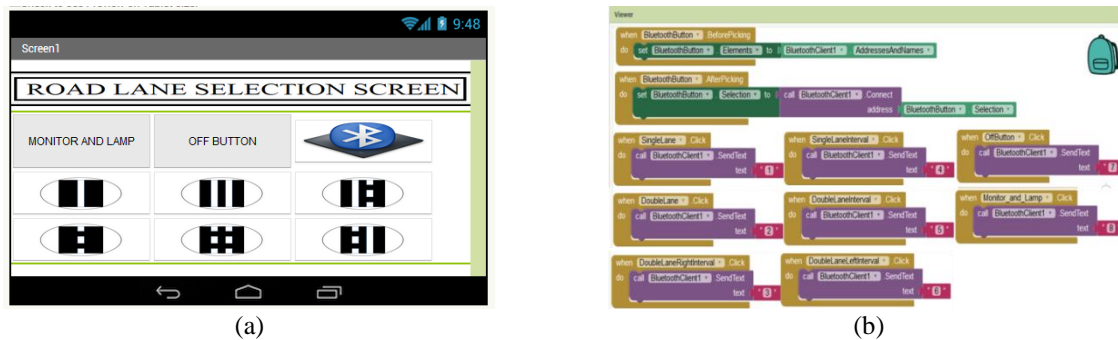 9:48
Screen1
ROAD LANE SELECTION SCREEN
MONITOR AND LAMP OFF BUTTON
(a)
Viewer
when BluetoothButton .BeforePicking
do set BluetoothButton . Elements to BluetoothClient1 . AddressesAndNames
when BluetoothButton .AfterPicking
do set BluetoothButton . Selection to call BluetoothClient1 .Connect
address BluetoothButton . Selection
when SingleLane .Click
do call BluetoothClient1 .SendText
text "1"
when SingleLaneInterval .Click
do call BluetoothClient1 .SendText
text "4"
when OffButton .Click
do call BluetoothClient1 .SendText
text "7"
when DoubleLane .Click
do call BluetoothClient1 .SendText
text "2"
when DoubleLaneInterval .Click
do call BluetoothClient1 .SendText
text "5"
when Monitor_and_Lamp .Click
do call BluetoothClient1 .SendText
text "8"
when DoubleLaneRightInterval .Click
do call BluetoothClient1 .SendText
text "3"
when DoubleLaneLeftInterval .Click
do call BluetoothClient1 .SendText
text "6"
(b)